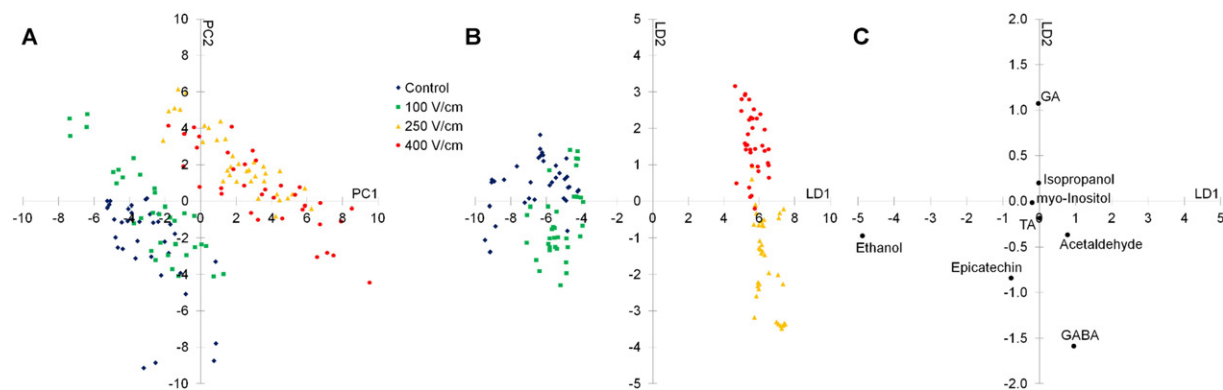 A
PC2
10
8
6
4
2
0
-2
-4
-6
-8
-10
PC1
-10 -8 -6 -4 -2 0 2 4 6 8 10
Control
100 V/cm
250 V/cm
400 V/cm
B
LD2
5
4
3
2
1
0
-1
-2
-3
-4
-5
LD1
-10 -8 -6 -4 -2 0 2 4 6 8 10
C
LD2
2.0
1.5
1.0
0.5
0.0
-0.5
-1.0
-1.5
-2.0
LD1
-5 -4 -3 -2 -1 0 1 2 3 4 5
GA
Isopropanol
myo-Inositol
TA
Acetaldehyde
Ethanol
Epicatechin
GABA